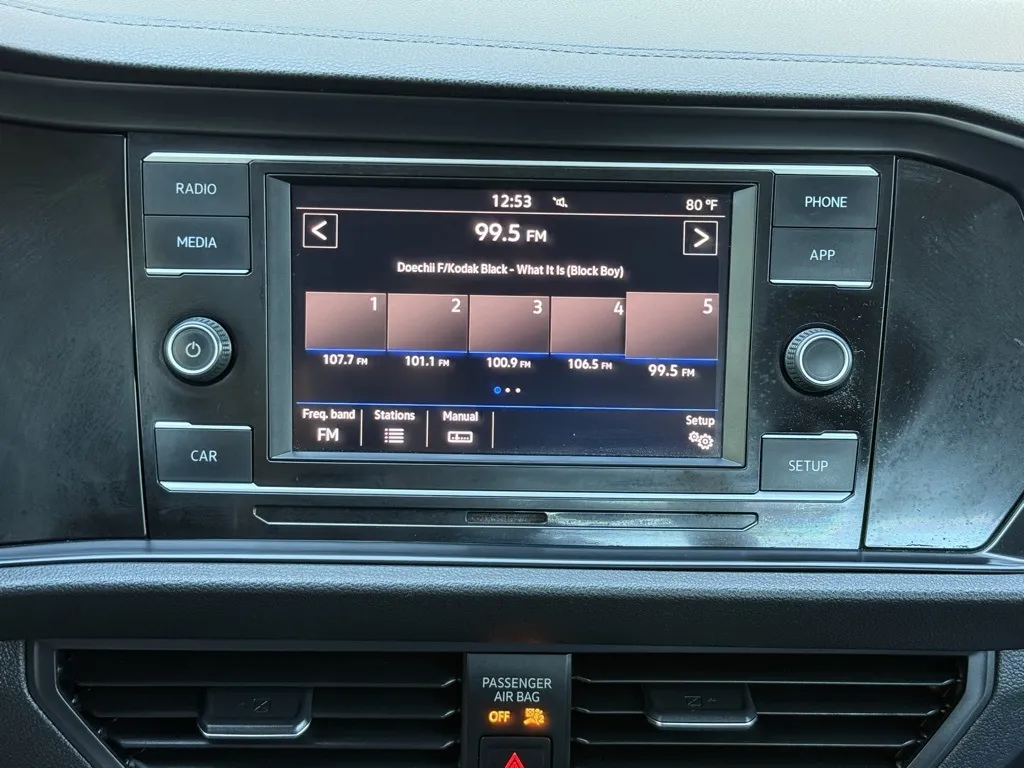 RADIO
MEDIA
CAR
12:53
80 °F
<
99.5 FM
>
Doechii F/Kodak Black - What It Is (Block Boy)
1 2 3 4 5
107.7 FM 101.1 FM 100.9 FM 106.5 FM 99.5 FM
Freq. band Stations Manual Setup
FM
PHONE
APP
SETUP
PASSENGER
AIR BAG
OFF